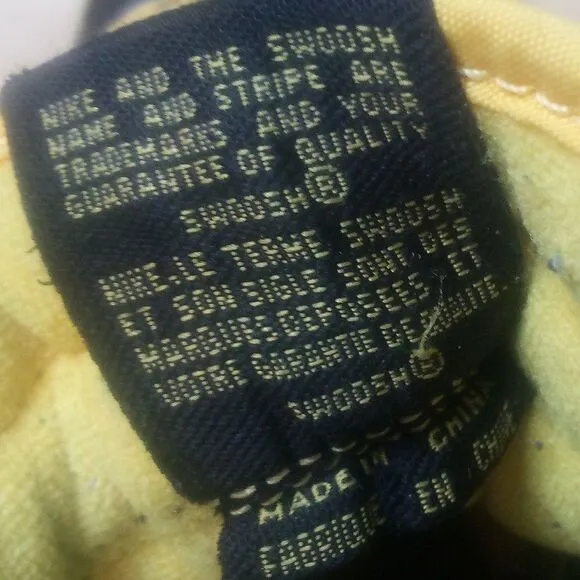 NIKE AND THE SWOOSH
NAME AND STRIPE ARE
TRADEMARKS AND YOUR
GUARANTEE OF QUALITY
SWOOSH®
NIKE, LE TERME SWOOSH
ET SON SIGLE SONT DES
MARQUES DEPOSEES ET
VOTRE GARANTIE DE
SWOOSH®
MADE IN CHINA
FABRIQUE EN CHINE